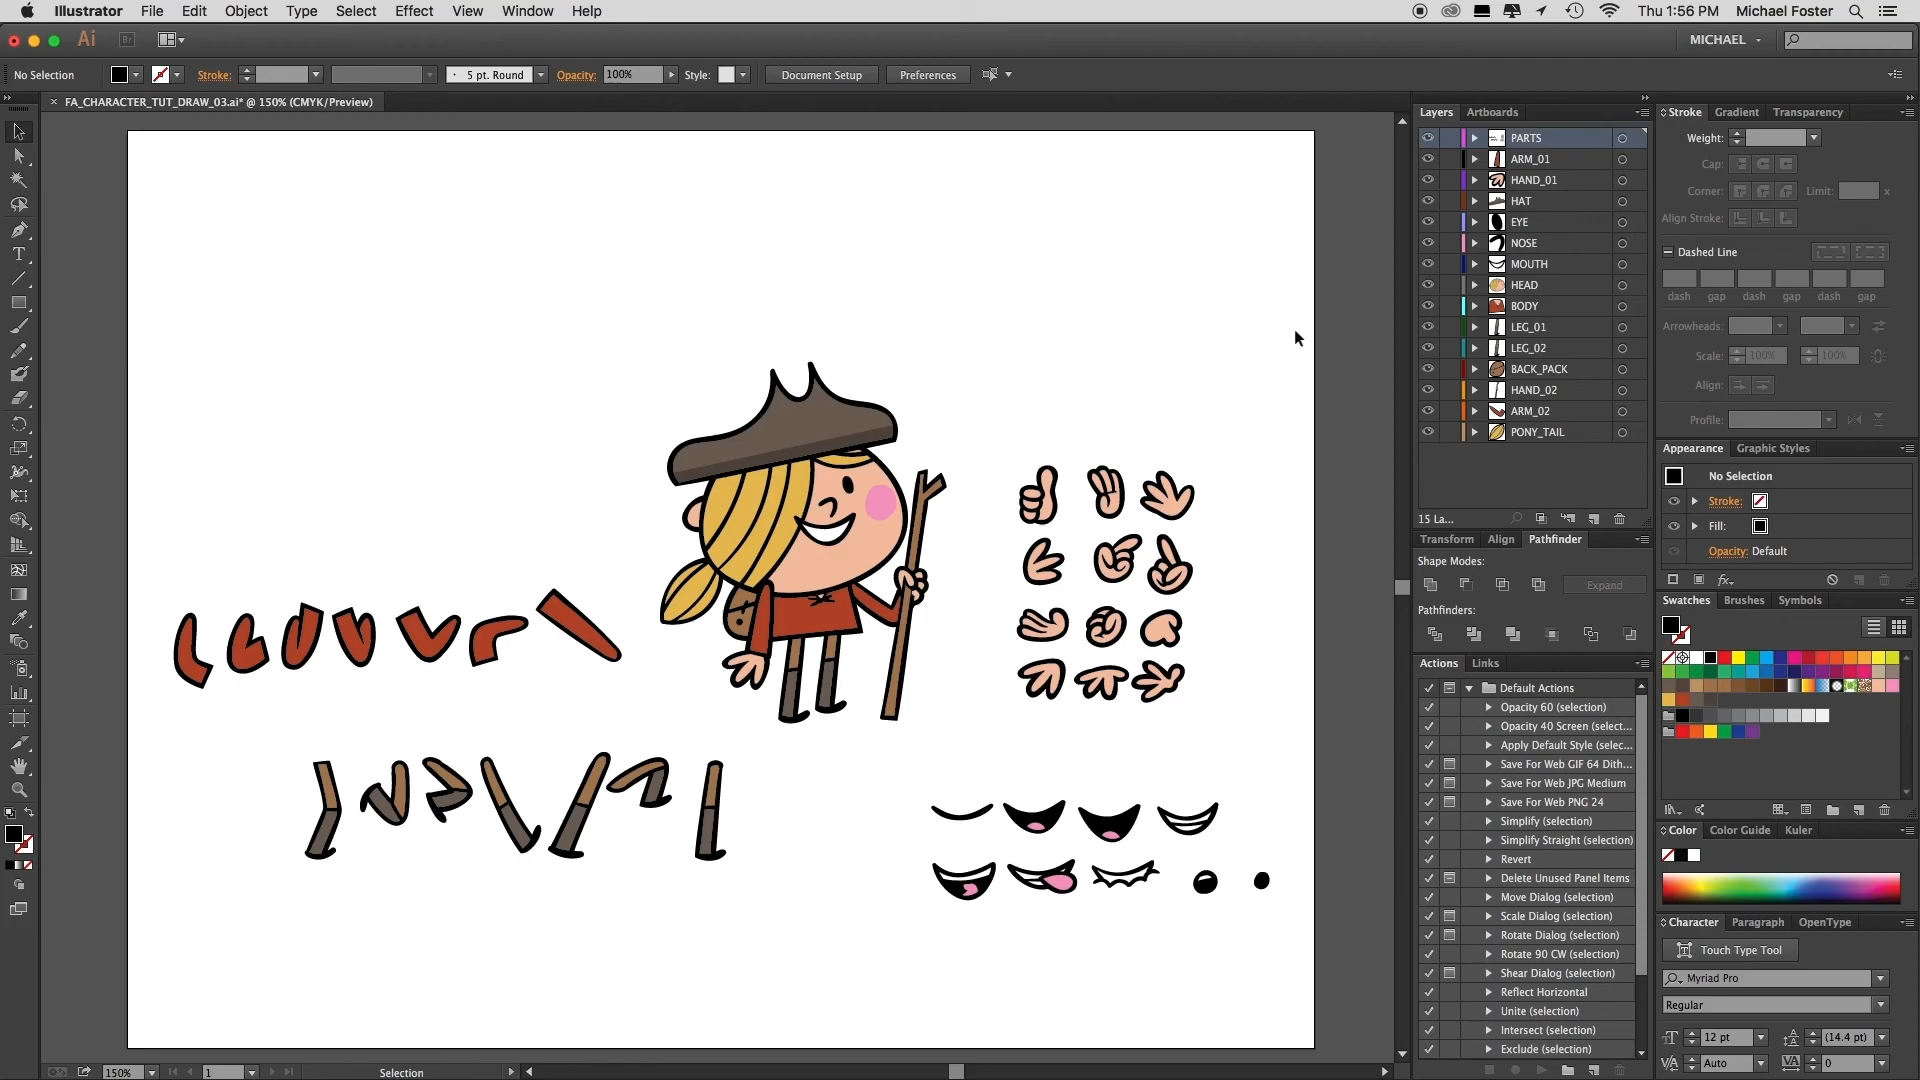 Illustrator File Edit Object Type Select Effect View Window Help
Thu 1:56 PM Michael Foster
Ai Br
MICHAEL
No Selection Stroke: 5 pt. Round Opacity: 100% Style: Document Setup Preferences
× FA_CHARACTER_TUT_DRAW_03.ai* @ 150% (CMYK/Preview)
Layers Artboards
PARTS
ARM_01
HAND_01
HAT
EYE
NOSE
MOUTH
HEAD
BODY
LEG_01
LEG_02
BACK_PACK
HAND_02
ARM_02
PONY_TAIL
15 La...
Transform Align Pathfinder
Shape Modes:
Expand
Pathfinders:
Actions Links
Default Actions
Opacity 60 (selection)
Opacity 40 Screen (select...
Apply Default Style (selec...
Save For Web GIF 64 Dith...
Save For Web JPG Medium
Save For Web PNG 24
Simplify (selection)
Simplify Straight (selection)
Revert
Delete Unused Panel Items
Move Dialog (selection)
Scale Dialog (selection)
Rotate Dialog (selection)
Rotate 90 CW (selection)
Shear Dialog (selection)
Reflect Horizontal
Unite (selection)
Intersect (selection)
Exclude (selection)
Stroke Gradient Transparency
Weight:
Cap:
Corner: Limit: x
Align Stroke:
Dashed Line
dash gap dash gap dash gap
Arrowheads:
Scale: 100% 100%
Align:
Profile:
Appearance Graphic Styles
No Selection
Stroke:
Fill:
Opacity: Default
fx
Swatches Brushes Symbols
Color Color Guide Kuler
Character Paragraph OpenType
Touch Type Tool
Myriad Pro
Regular
12 pt (14.4 pt)
Auto 0
150% 1 Selection